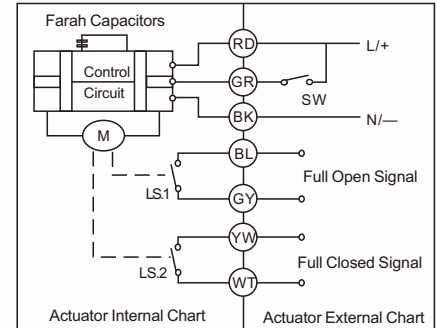 Farah Capacitors
Control
Circuit
M
RD
L/+
GR
SW
BK
N/—
BL
LS.1
Full Open Signal
GY
YW
LS.2
Full Closed Signal
WT
Actuator Internal Chart
Actuator External Chart